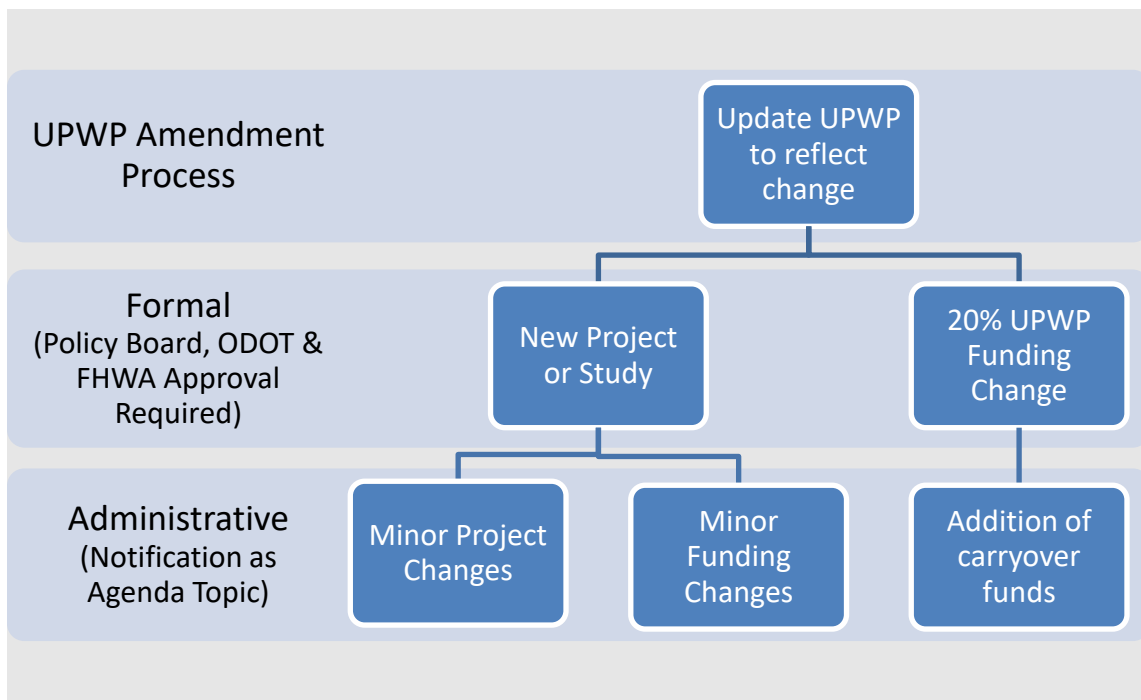 UPWP Amendment
Process
Update UPWP
to reflect
change
Formal
(Policy Board, ODOT &
FHWA Approval
Required)
New Project
or Study
20% UPWP
Funding
Change
Administrative
(Notification as
Agenda Topic)
Minor Project
Changes
Minor
Funding
Changes
Addition of
carryover
funds